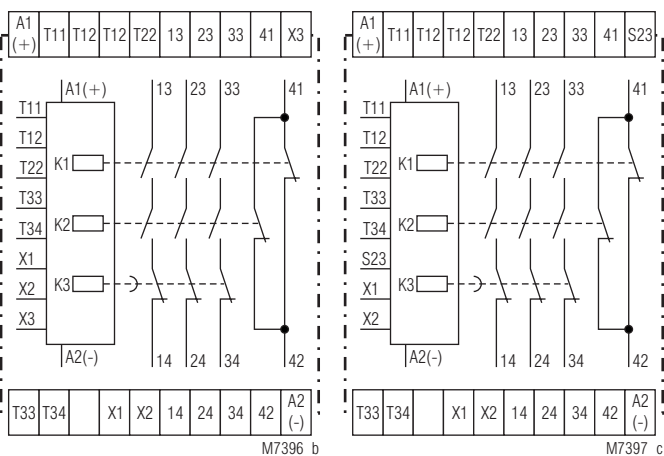 A1 (+) T11 T12 T12 T22 13 23 33 41 X3
A1(+) 13 23 33 41
T11
T12
T22 K1
T33
T34 K2
X1
X2 K3
X3
A2(-) 14 24 34 42
T33 T34 X1 X2 14 24 34 42 A2 (-)
M7396 b
A1 (+) T11 T12 T12 T22 13 23 33 41 S23
A1(+) 13 23 33 41
T11
T12
T22 K1
T33
T34 K2
S23
X1 K3
X2
A2(-) 14 24 34 42
T33 T34 X1 X2 14 24 34 42 A2 (-)
M7397 c